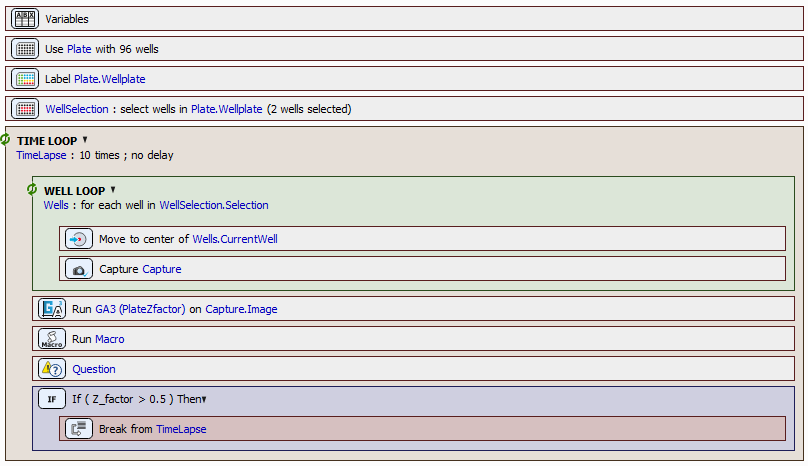 Variables
Use Plate with 96 wells
Label Plate.Wellplate
WellSelection : select wells in Plate.Wellplate (2 wells selected)
TIME LOOP
TimeLapse : 10 times ; no delay
WELL LOOP
Wells : for each well in WellSelection.Selection
Move to center of Wells.CurrentWell
Capture Capture
Run GA3 (PlateZfactor) on Capture.Image
Macro Run Macro
Question
IF If ( Z_factor > 0.5 ) Then
Break from TimeLapse